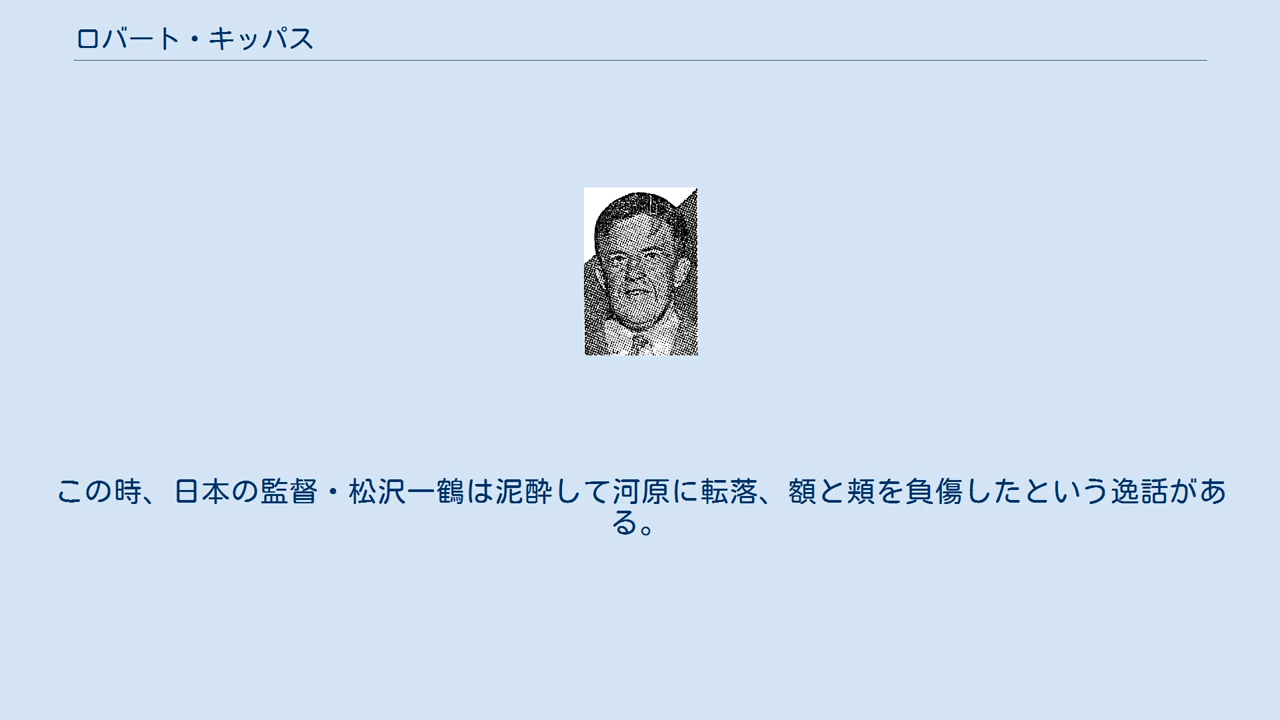 ロバート・キッパス
この時、日本の監督・松沢一鶴は泥酔して河原に転落、額と頬を負傷したという逸話があ
る。